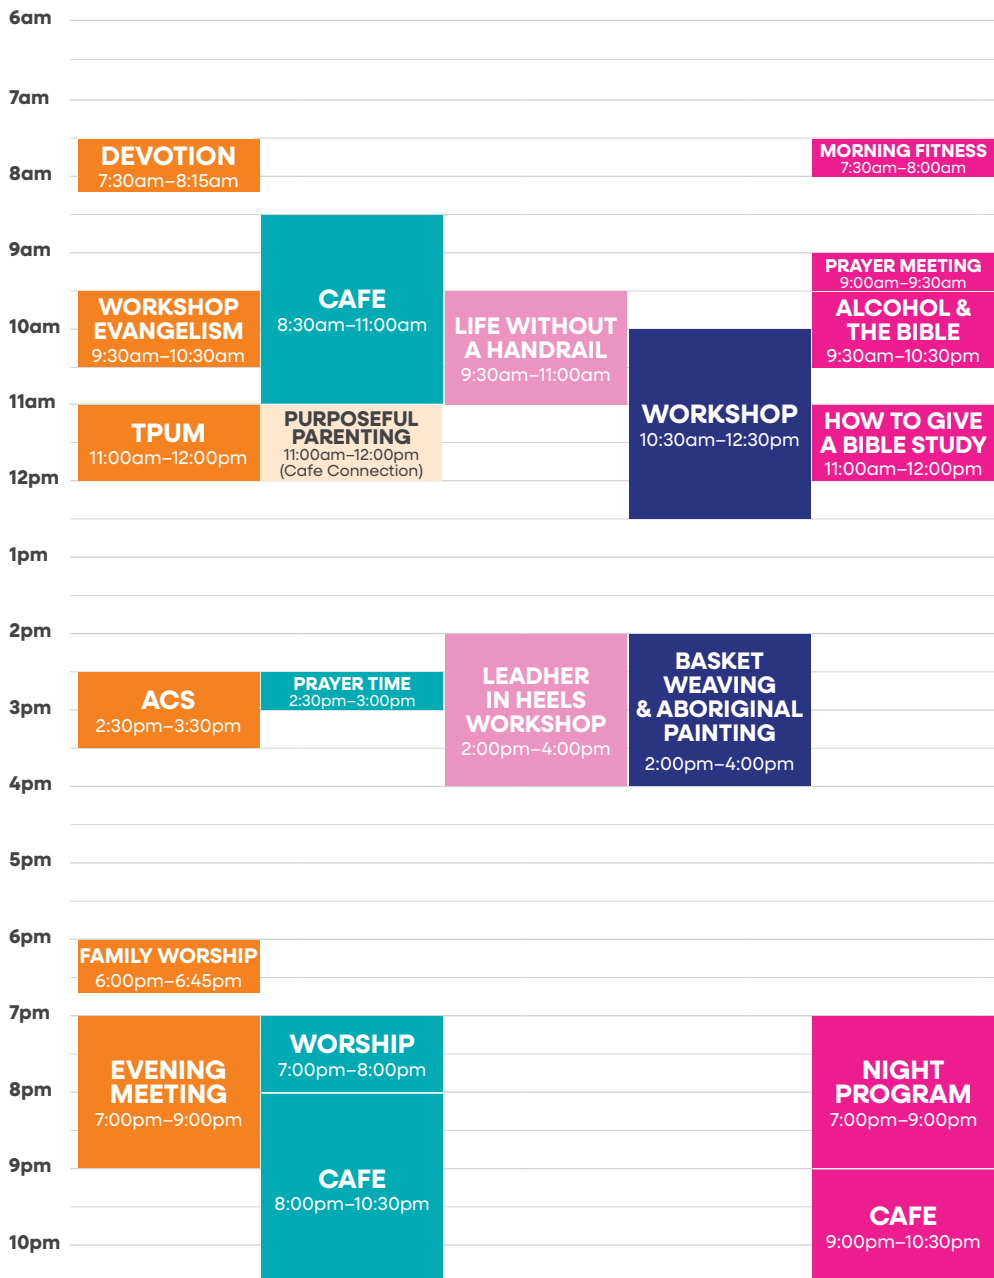 6am
7am
8am
9am
10am
11am
12pm
1pm
2pm
3pm
4pm
5pm
6pm
7pm
8pm
9pm
10pm
DEVOTION
7:30am–8:15am
WORKSHOP
EVANGELISM
9:30am–10:30am
TPUM
11:00am–12:00pm
ACS
2:30pm–3:30pm
FAMILY WORSHIP
6:00pm–6:45pm
EVENING
MEETING
7:00pm–9:00pm
CAFE
8:30am–11:00am
PURPOSEFUL
PARENTING
11:00am–12:00pm
(Cafe Connection)
PRAYER TIME
2:30pm–3:00pm
WORSHIP
7:00pm–8:00pm
CAFE
8:00pm–10:30pm
LIFE WITHOUT
A HANDRAIL
9:30am–11:00am
LEADHER
IN HEELS
WORKSHOP
2:00pm–4:00pm
WORKSHOP
10:30am–12:30pm
BASKET
WEAVING
& ABORIGINAL
PAINTING
2:00pm–4:00pm
MORNING FITNESS
7:30am–8:00am
PRAYER MEETING
9:00am–9:30am
ALCOHOL &
THE BIBLE
9:30am–10:30pm
HOW TO GIVE
A BIBLE STUDY
11:00am–12:00pm
NIGHT
PROGRAM
7:00pm–9:00pm
CAFE
9:00pm–10:30pm